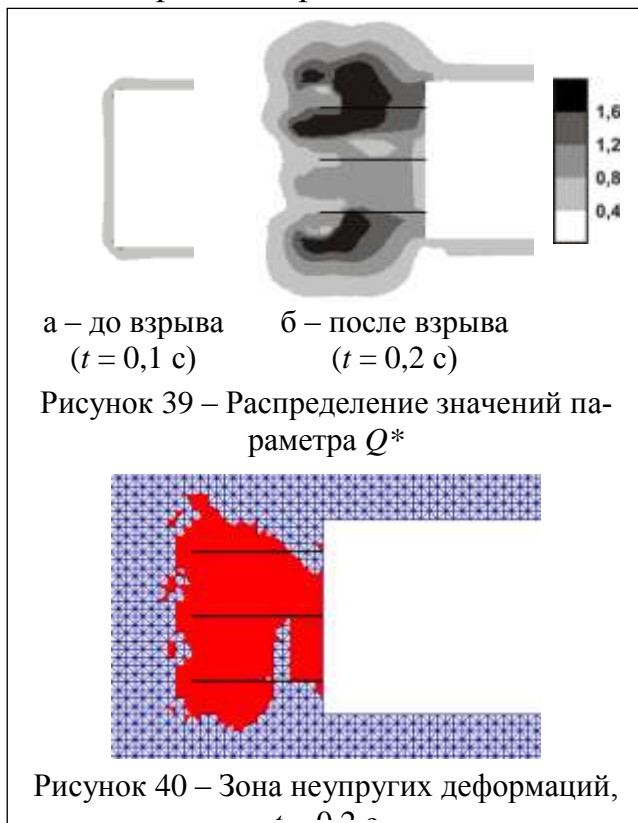 1,6
1,2
0,8
0,4
а – до взрыва б – после взрыва
(t = 0,1 с) (t = 0,2 с)
Рисунок 39 – Распределение значений па-
раметра Q*
Рисунок 40 – Зона неупругих деформаций,